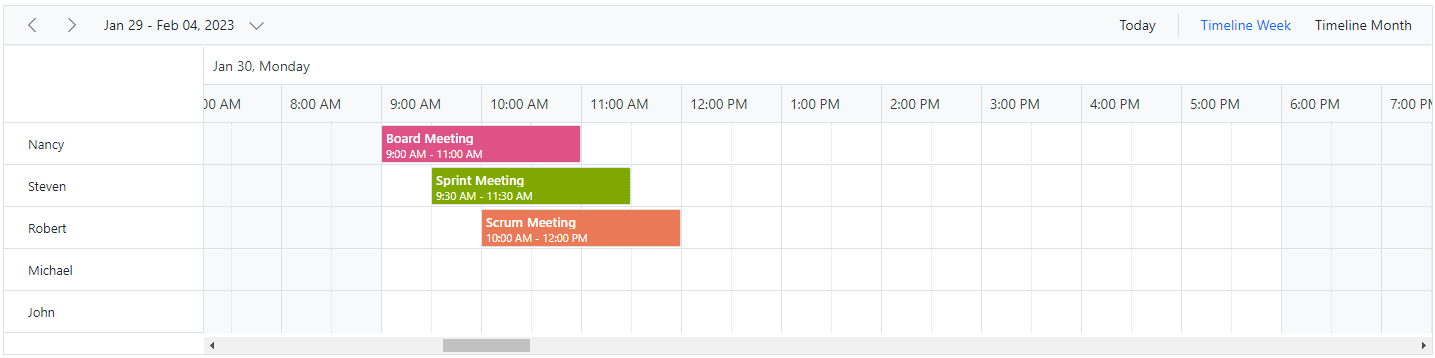 Jan 29 - Feb 04, 2023 Today Timeline Week Timeline Month
Jan 30, Monday
00 AM 8:00 AM 9:00 AM 10:00 AM 11:00 AM 12:00 PM 1:00 PM 2:00 PM 3:00 PM 4:00 PM 5:00 PM 6:00 PM 7:00 P
Nancy
Board Meeting
9:00 AM - 11:00 AM
Steven
Sprint Meeting
9:30 AM - 11:30 AM
Robert
Scrum Meeting
10:00 AM - 12:00 PM
Michael
John